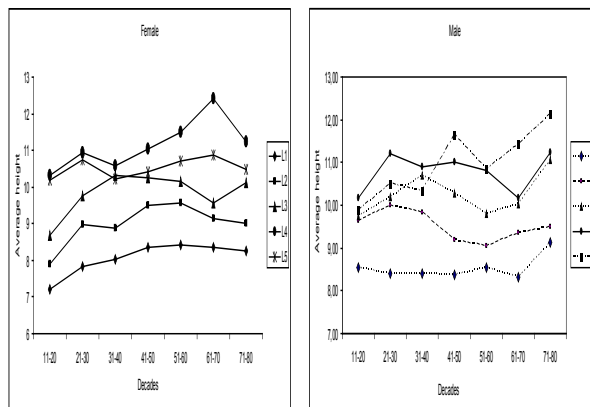 Female
Average height
13
12
11
10
9
8
7
6
11-20 21-30 31-40 41-50 51-60 61-70 71-80
Decades
L1
L2
L3
L4
L5
Male
Average height
13,00
12,00
11,00
10,00
9,00
8,00
7,00
11-20 21-30 31-40 41-50 51-60 61-70 71-80
Decades